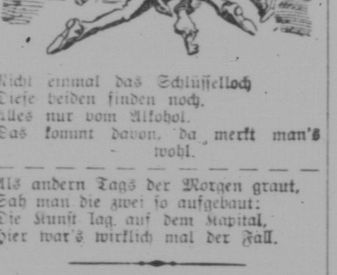 Nicht einmal das Schlüsselloch
Diese beiden finden noch.
Alles nur vom Alkohol.
Das kommt davon, da merkt man's
wohl.
Als andern Tags der Morgen graut,
Sah man die zwei so aufgebaut:
Die Kunst lag auf dem Kapital,
Hier war's wirklich mal der Fall.